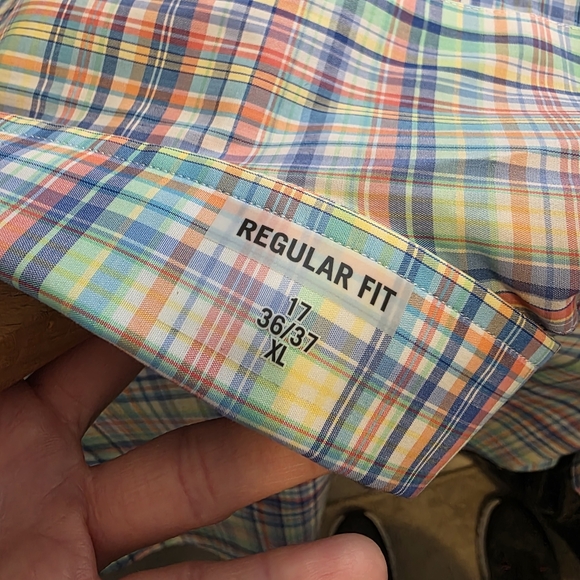 REGULAR FIT
17
36/37
XL